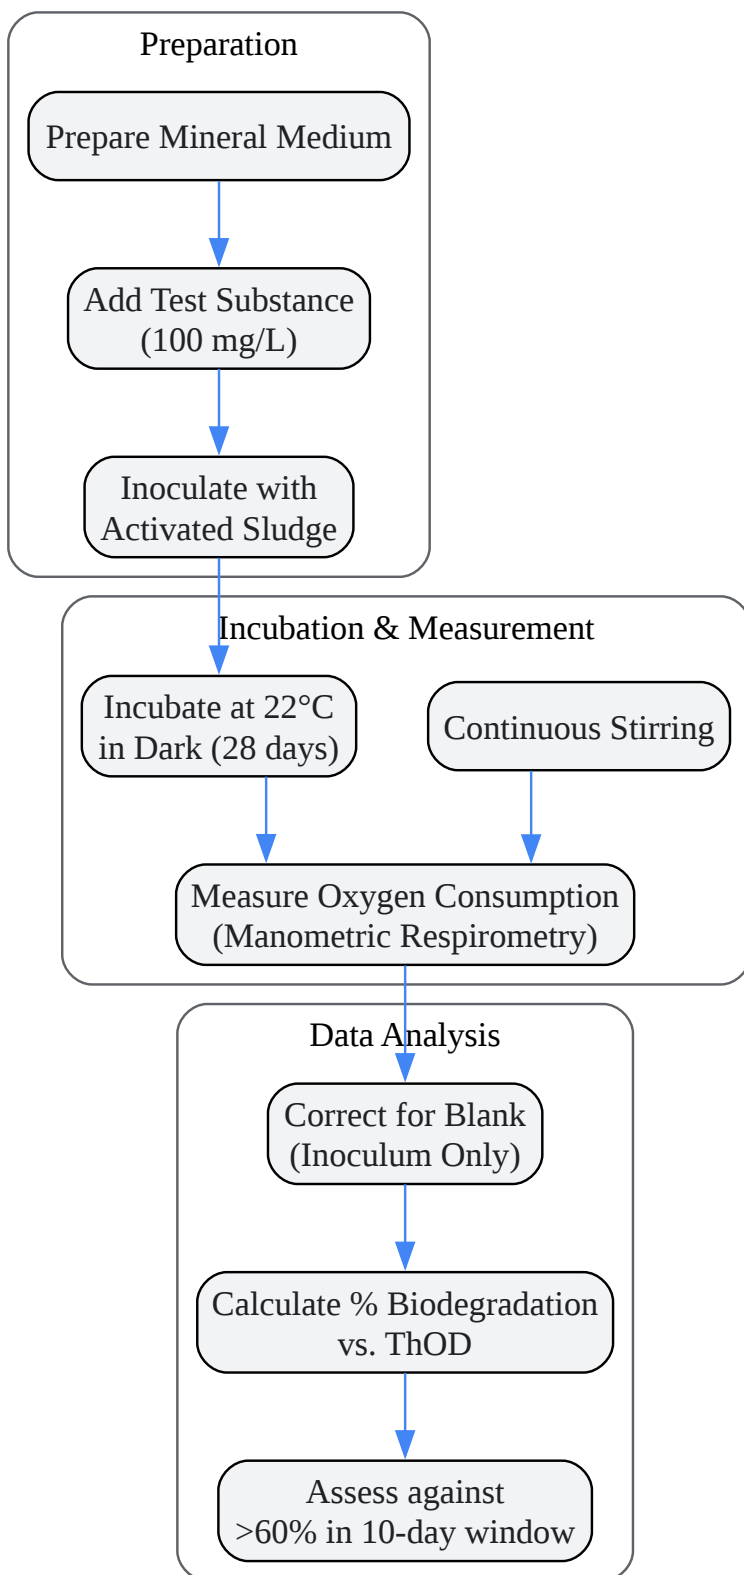 Preparation
Prepare Mineral Medium
Add Test Substance
(100 mg/L)
Inoculate with
Activated Sludge
Incubation & Measurement
Incubate at 22°C
in Dark (28 days)
Continuous Stirring
Measure Oxygen Consumption
(Manometric Respirometry)
Data Analysis
Correct for Blank
(Inoculum Only)
Calculate % Biodegradation
vs. ThOD
Assess against
>60% in 10-day window